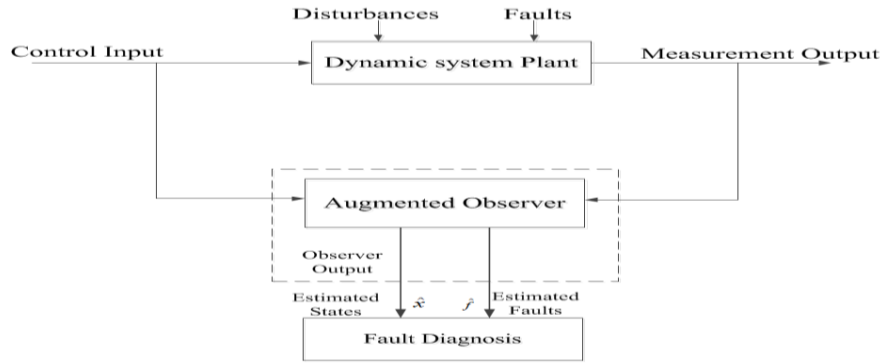 Disturbances Faults
Control Input
Measurement Output
Dynamic system Plant
Augmented Observer
Observer
Output
Estimated
States
x̂
f̂
Estimated
Faults
Fault Diagnosis